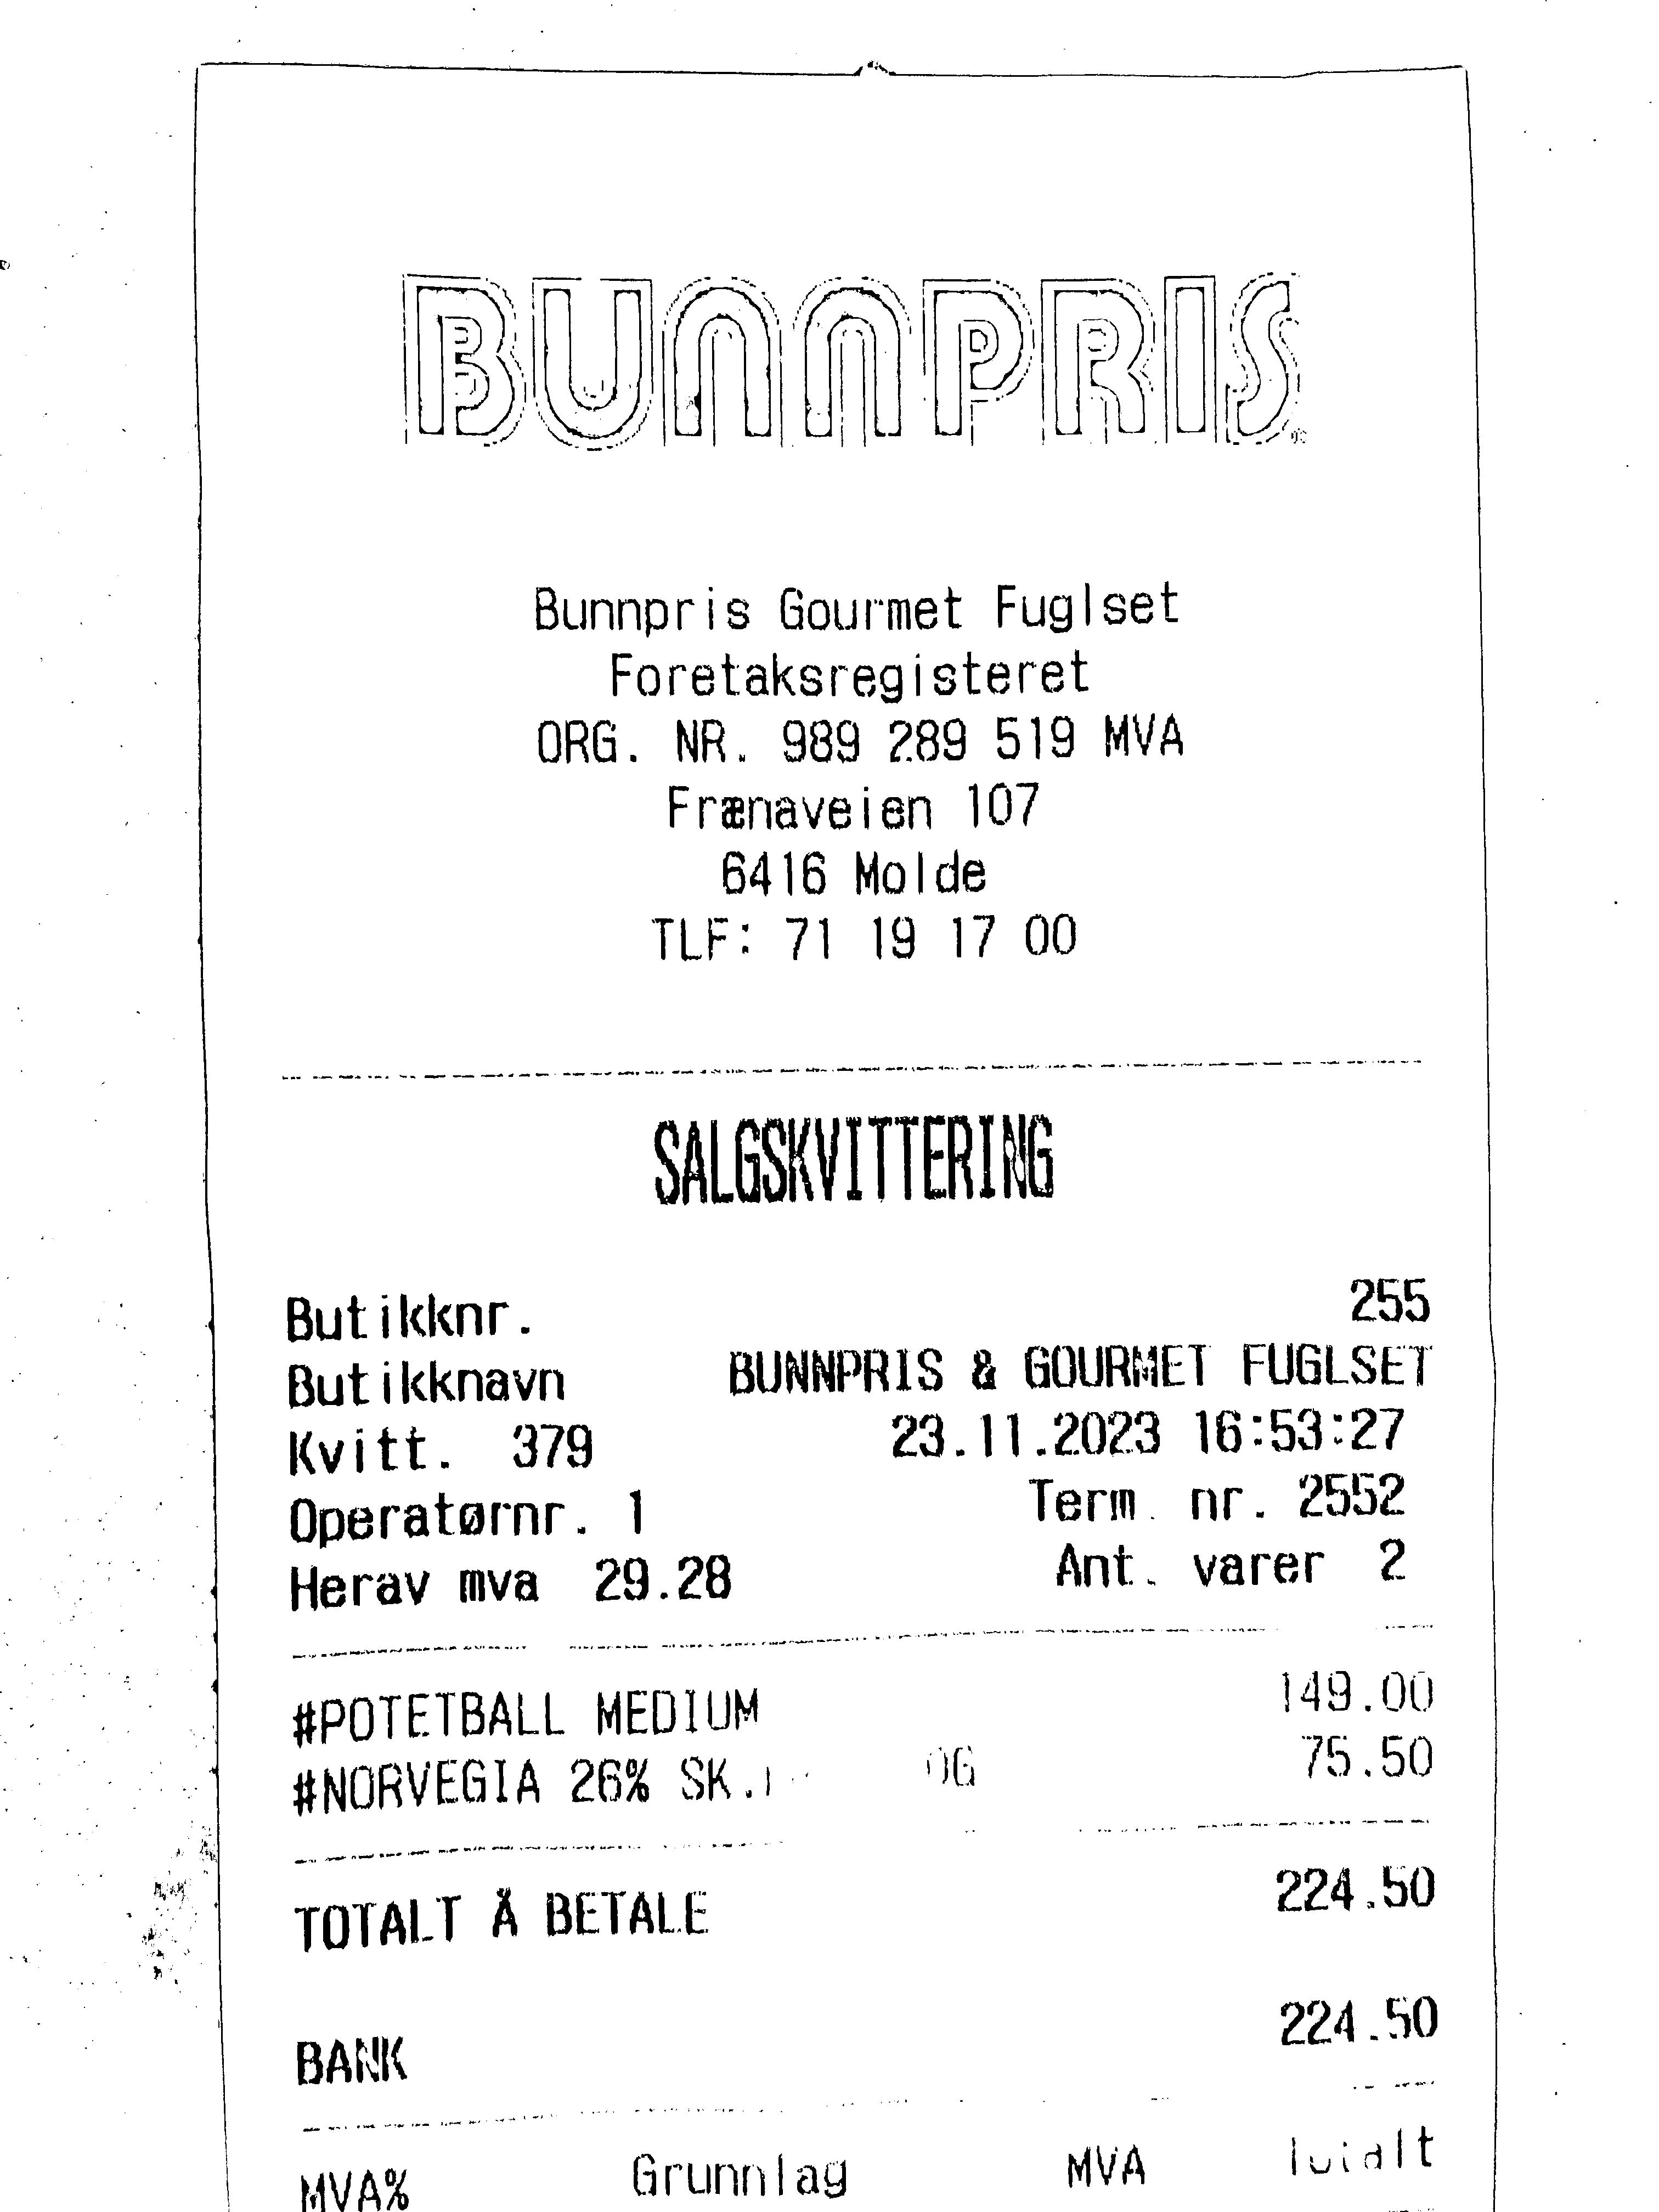 BUNNPRIS
Bunnpris Gourmet Fuglset
Foretaksregisteret
ORG. NR. 989 289 519 MVA
Frænaveien 107
6416 Molde
TLF: 71 19 17 00
SALGSKVITTERING
Butikknr. 255
Butikknavn BUNNPRIS & GOURMET FUGLSET
Kvitt. 379 23.11.2023 16:53:27
Operatørnr. 1 Term. nr. 2552
Herav mva 29.28 Ant. varer 2
#POTETBALL MEDIUM 149.00
#NORVEGIA 26% SK. 75.50
TOTALT Å BETALE 224.50
BANK 224.50
MVA% Grunnlag MVA